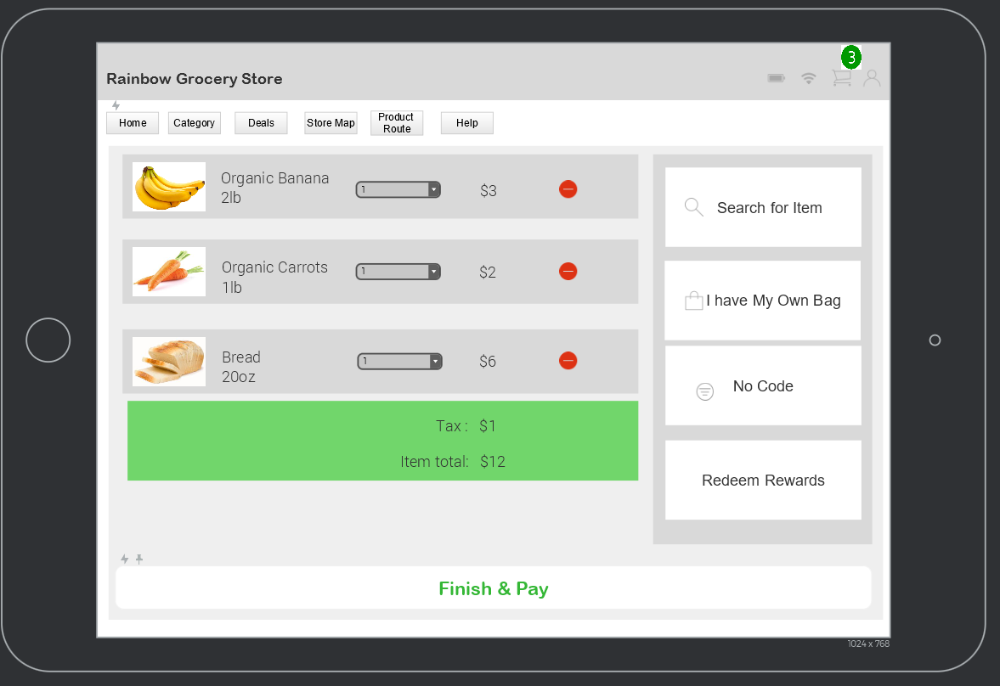 3
Rainbow Grocery Store
Home
Category
Deals
Store Map
Product
Route
Help
Organic Banana
2lb
1
$3
Organic Carrots
1lb
1
$2
Bread
20oz
1
$6
Tax : $1
Item total: $12
Search for Item
I have My Own Bag
No Code
Redeem Rewards
Finish & Pay
1024 x 768